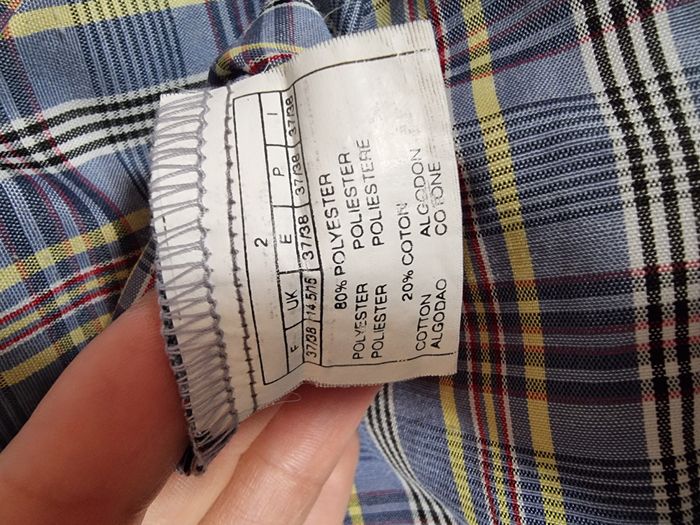 2
F UK E P I
37/38 14.5/15 37/38 37/38 37/38
80% POLYESTER
POLYESTER POLIESTER
POLIESTER POLIESTERE
20% COTON
COTTON ALGODON
ALGODAO COTONE